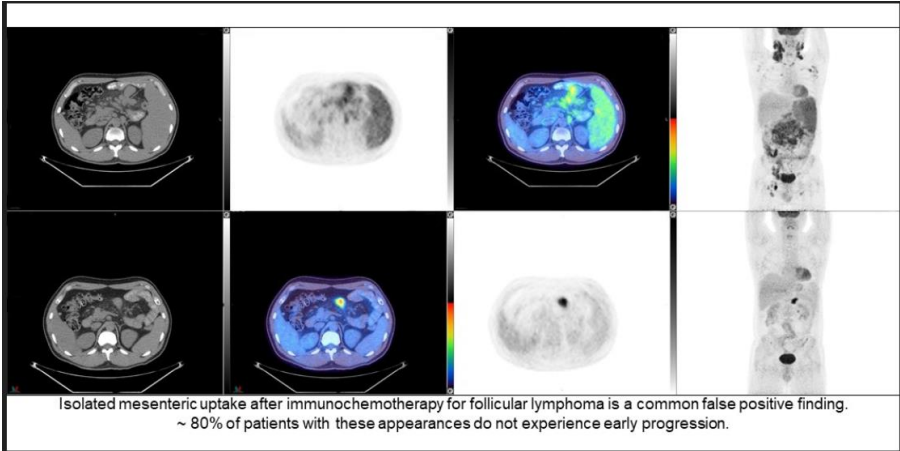 Isolated mesenteric uptake after immunochemotherapy for follicular lymphoma is a common false positive finding.
~ 80% of patients with these appearances do not experience early progression.